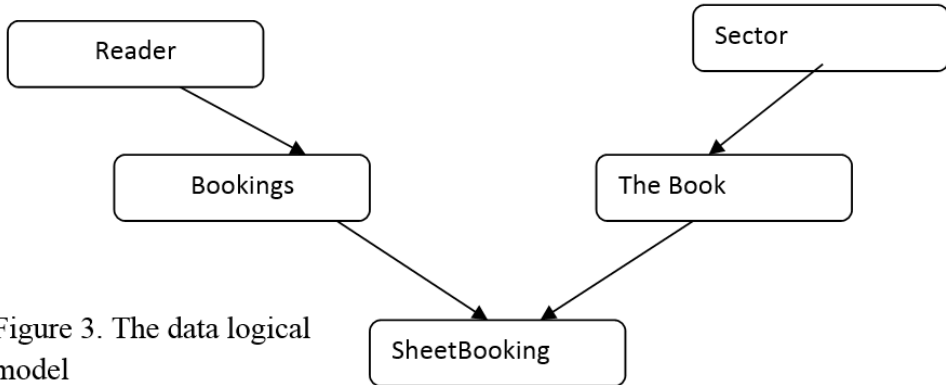 Reader
Sector
Bookings
The Book
Figure 3. The data logical
model
SheetBooking